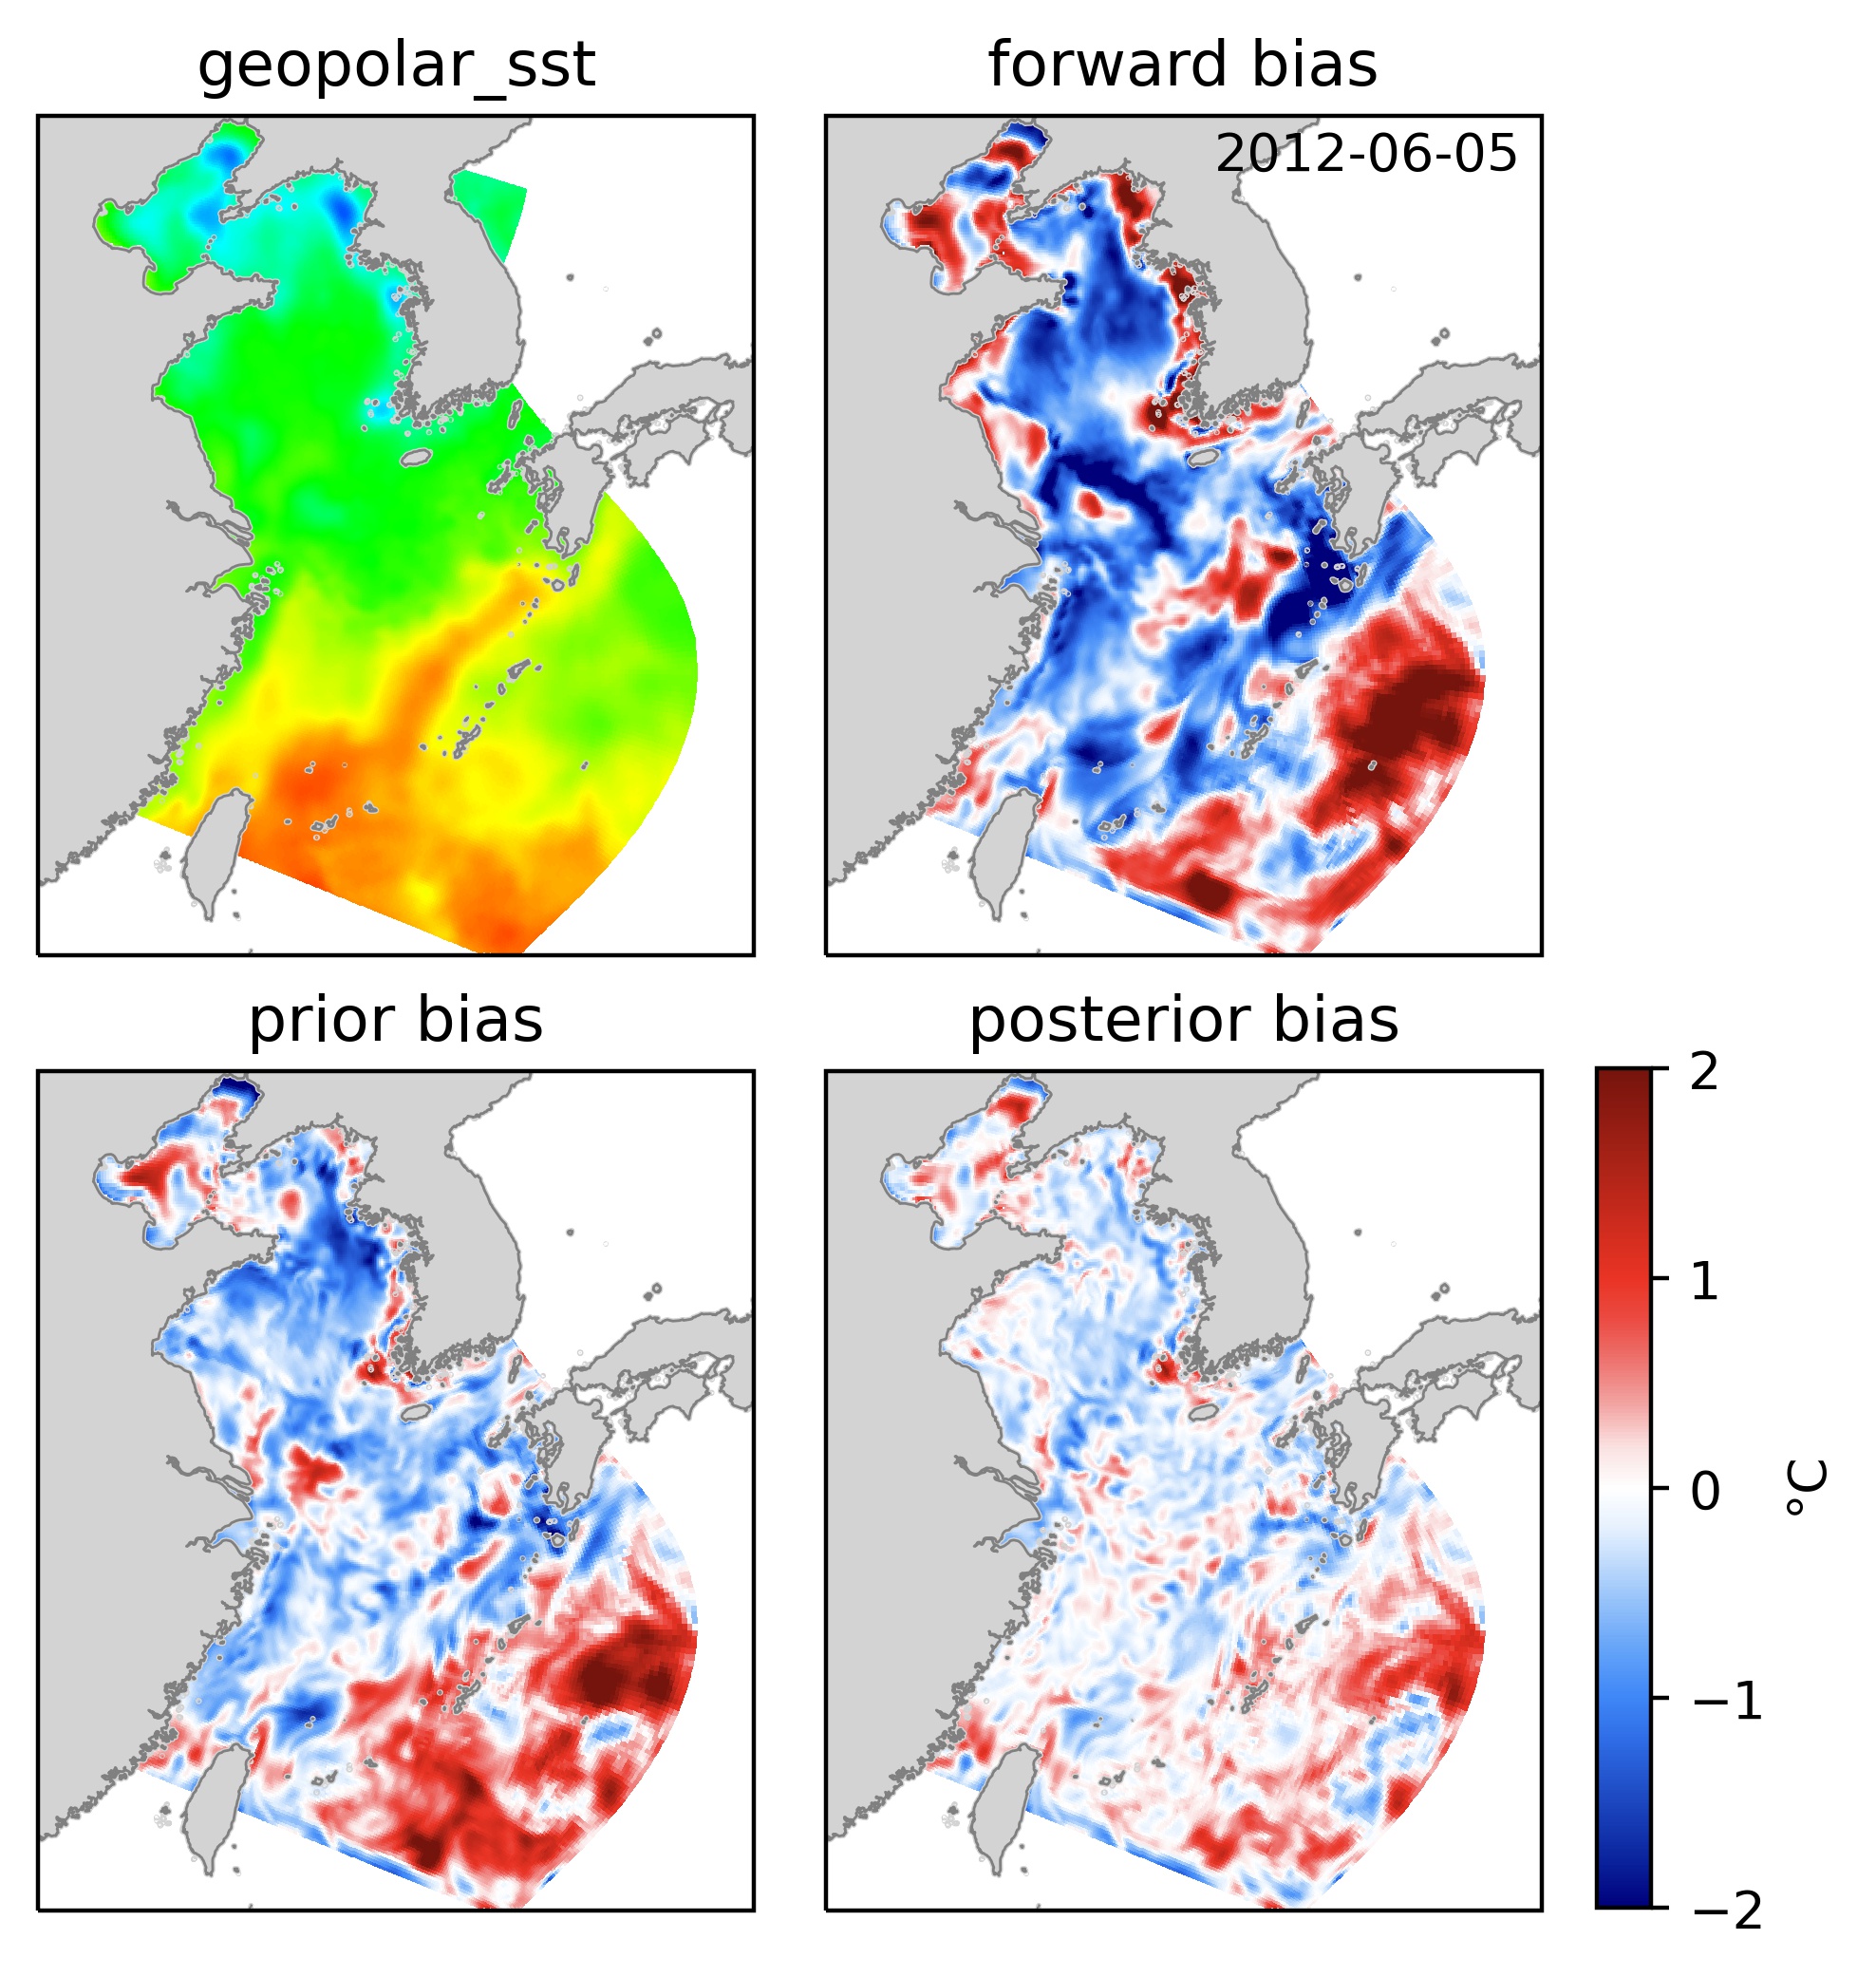 geopolar_sst
forward bias
2012-06-05
prior bias
posterior bias
2
1
0
−1
−2
°C